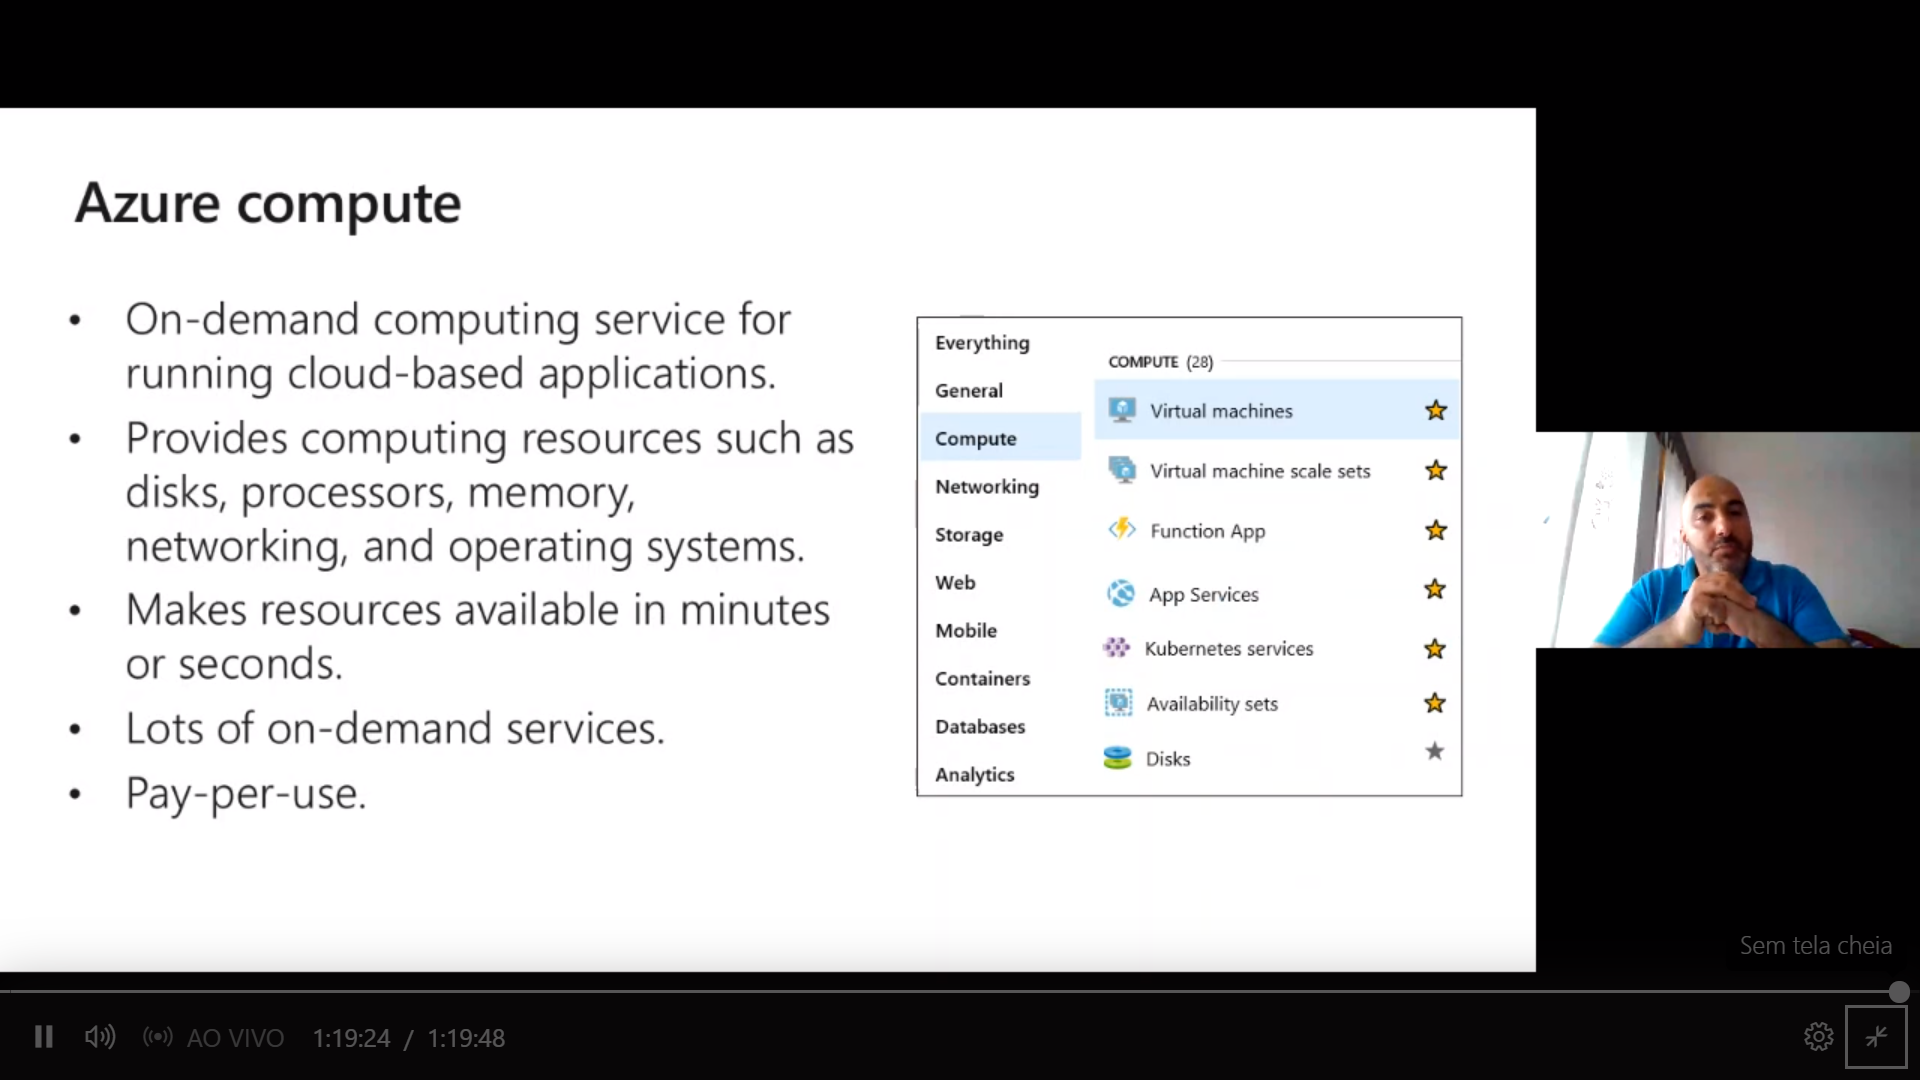 Azure compute
• On-demand computing service for
running cloud-based applications.
• Provides computing resources such as
disks, processors, memory,
networking, and operating systems.
• Makes resources available in minutes
or seconds.
• Lots of on-demand services.
• Pay-per-use.
Everything
General
Compute
Networking
Storage
Web
Mobile
Containers
Databases
Analytics
COMPUTE (28)
Virtual machines
Virtual machine scale sets
Function App
App Services
Kubernetes services
Availability sets
Disks
Sem tela cheia
AO VIVO 1:19:24 / 1:19:48